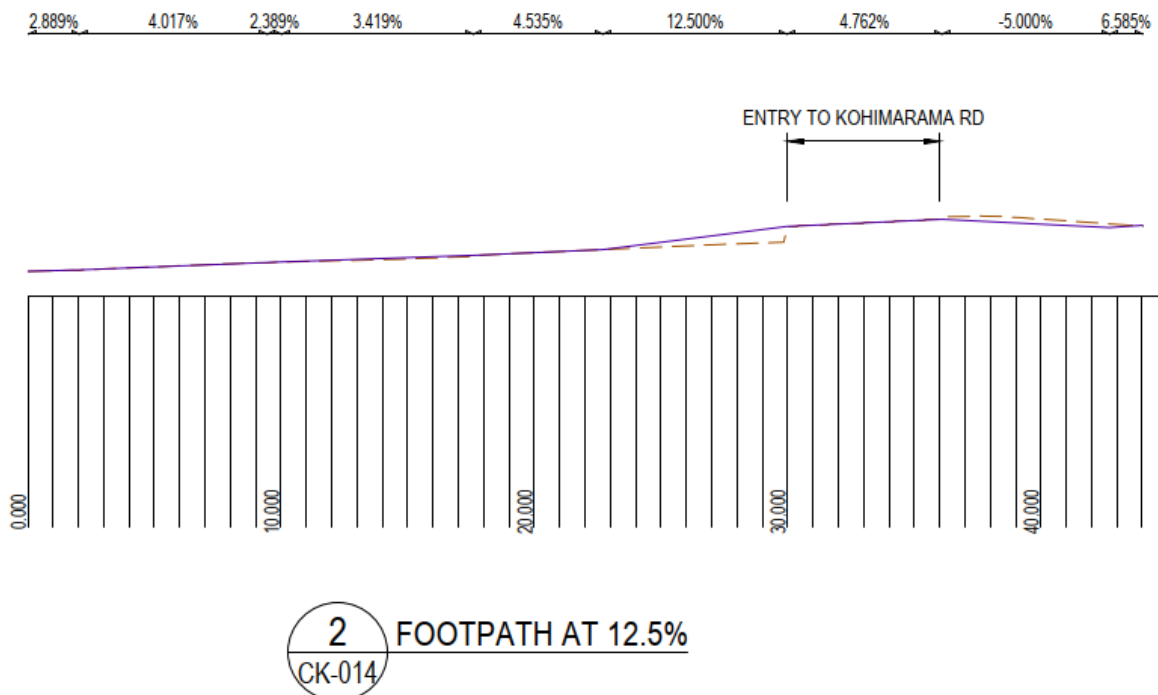 2.889% 4.017% 2.389% 3.419% 4.535% 12.500% 4.762% -5.000% 6.585%
ENTRY TO KOHIMARAMA RD
0.000 10.000 20.000 30.000 40.000
2 FOOTPATH AT 12.5%
CK-014